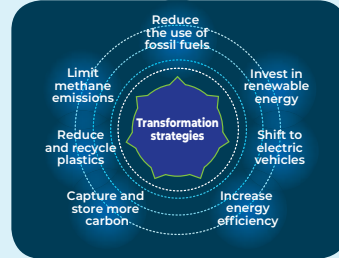 Reduce
the use of
fossil fuels
Limit
methane
emissions
Invest in
renewable
energy
Transformation
strategies
Reduce
and recycle
plastics
Shift to
electric
vehicles
Capture and
store more
carbon
Increase
energy
efficiency